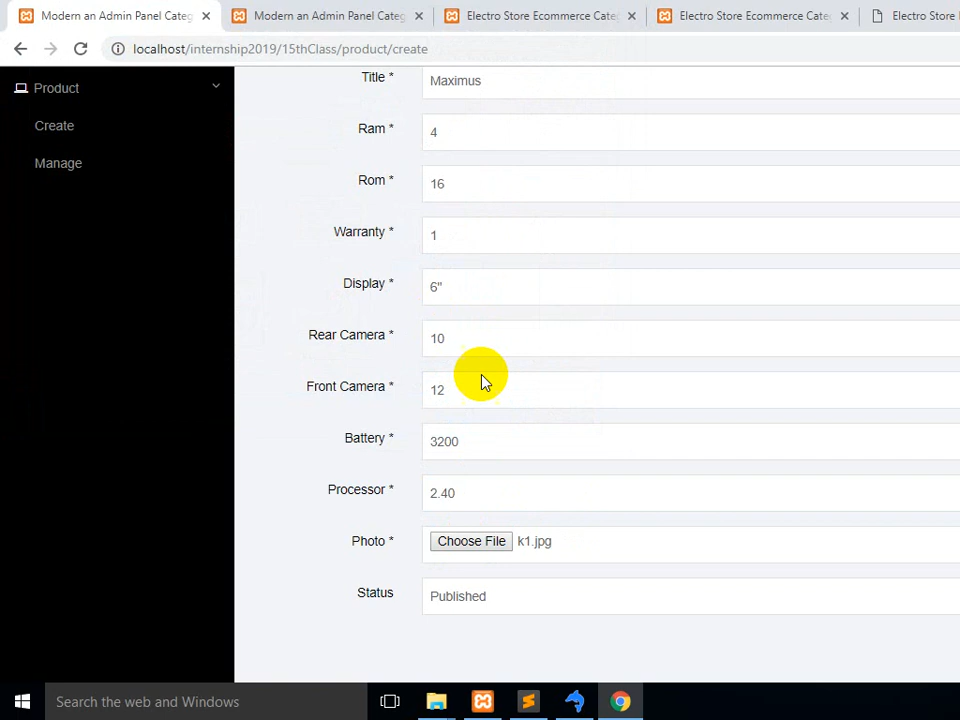 Modern an Admin Panel Categ
Modern an Admin Panel Categ
Electro Store Ecommerce Cate
Electro Store Ecommerce Cate
Electro Store
localhost/internship2019/15thClass/product/create
Product
Create
Manage
Title * Maximus
Ram * 4
Rom * 16
Warranty * 1
Display * 6"
Rear Camera * 10
Front Camera * 12
Battery * 3200
Processor * 2.40
Photo * Choose File k1.jpg
Status Published
Search the web and Windows